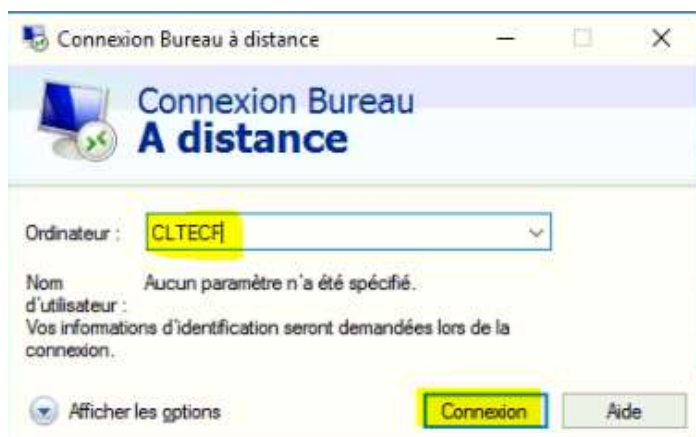 Connexion Bureau à distance
Connexion Bureau
A distance
Ordinateur : CLTECF
Nom d'utilisateur : Aucun paramètre n'a été spécifié.
Vos informations d'identification seront demandées lors de la
connexion.
Afficher les options Connexion Aide